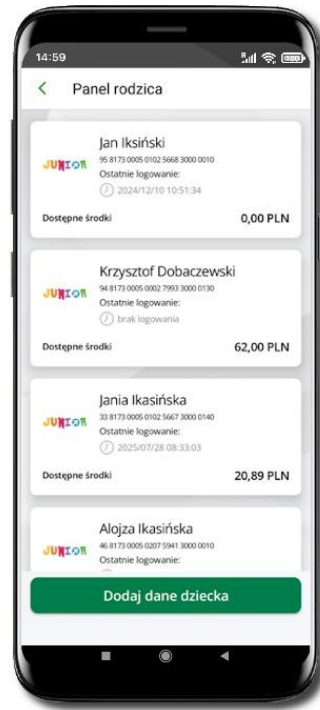 14:59
Panel rodzica
Jan Iksiński
JUNIOR
95 8173 0005 0102 5668 3000 0010
Ostatnie logowanie:
2024/12/10 10:51:34
Dostępne środki
0,00 PLN
Krzysztof Dobaczewski
JUNIOR
94 8173 0005 0002 7993 3000 0130
Ostatnie logowanie:
brak logowania
Dostępne środki
62,00 PLN
Jania Ikasińska
JUNIOR
33 8173 0005 0102 5667 3000 0140
Ostatnie logowanie:
2025/07/28 08:33:03
Dostępne środki
20,89 PLN
Alojza Ikasińska
JUNIOR
46 8173 0005 0207 5941 3000 0010
Ostatnie logowanie:
Dodaj dane dziecka